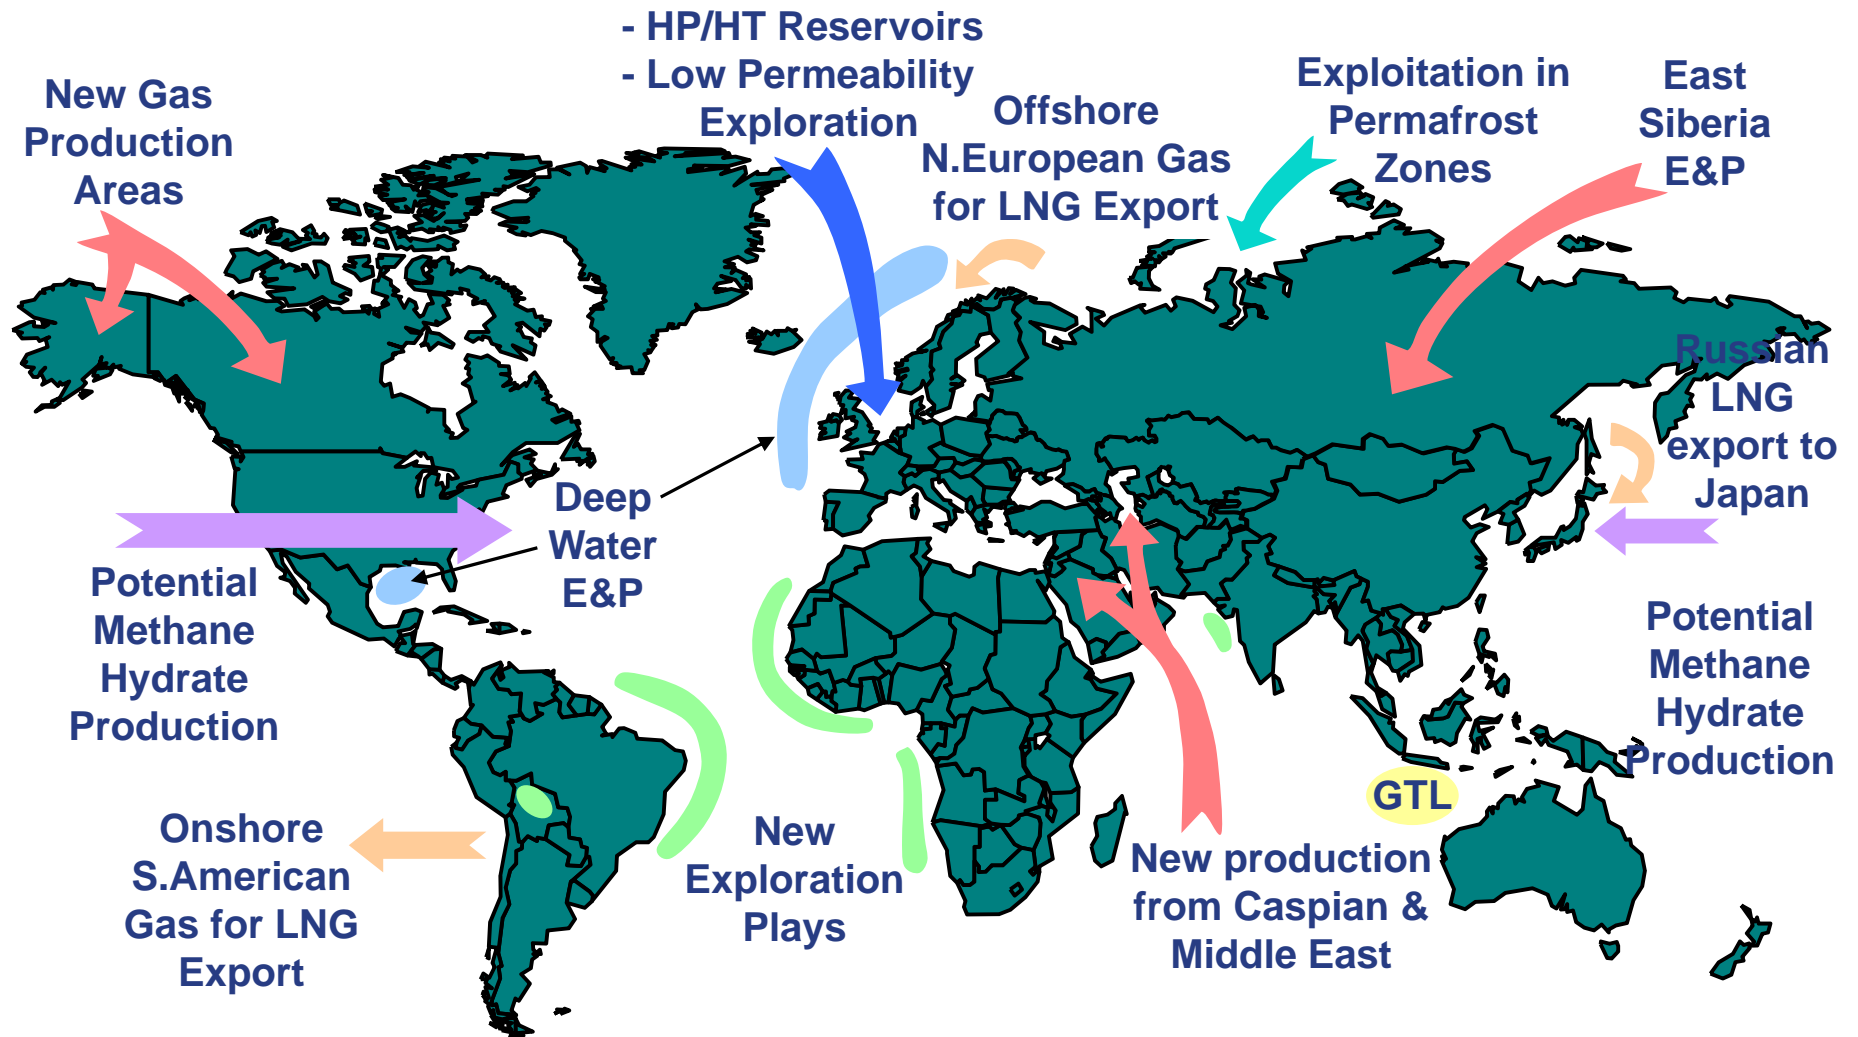 - HP/HT Reservoirs
- Low Permeability
Exploration
New Gas
Production
Areas
Offshore
N.European Gas
for LNG Export
Exploitation in
Permafrost
Zones
East
Siberia
E&P
Russian
LNG
export to
Japan
Deep
Water
E&P
Potential
Methane
Hydrate
Production
Potential
Methane
Hydrate
Production
GTL
Onshore
S.American
Gas for LNG
Export
New
Exploration
Plays
New production
from Caspian &
Middle East